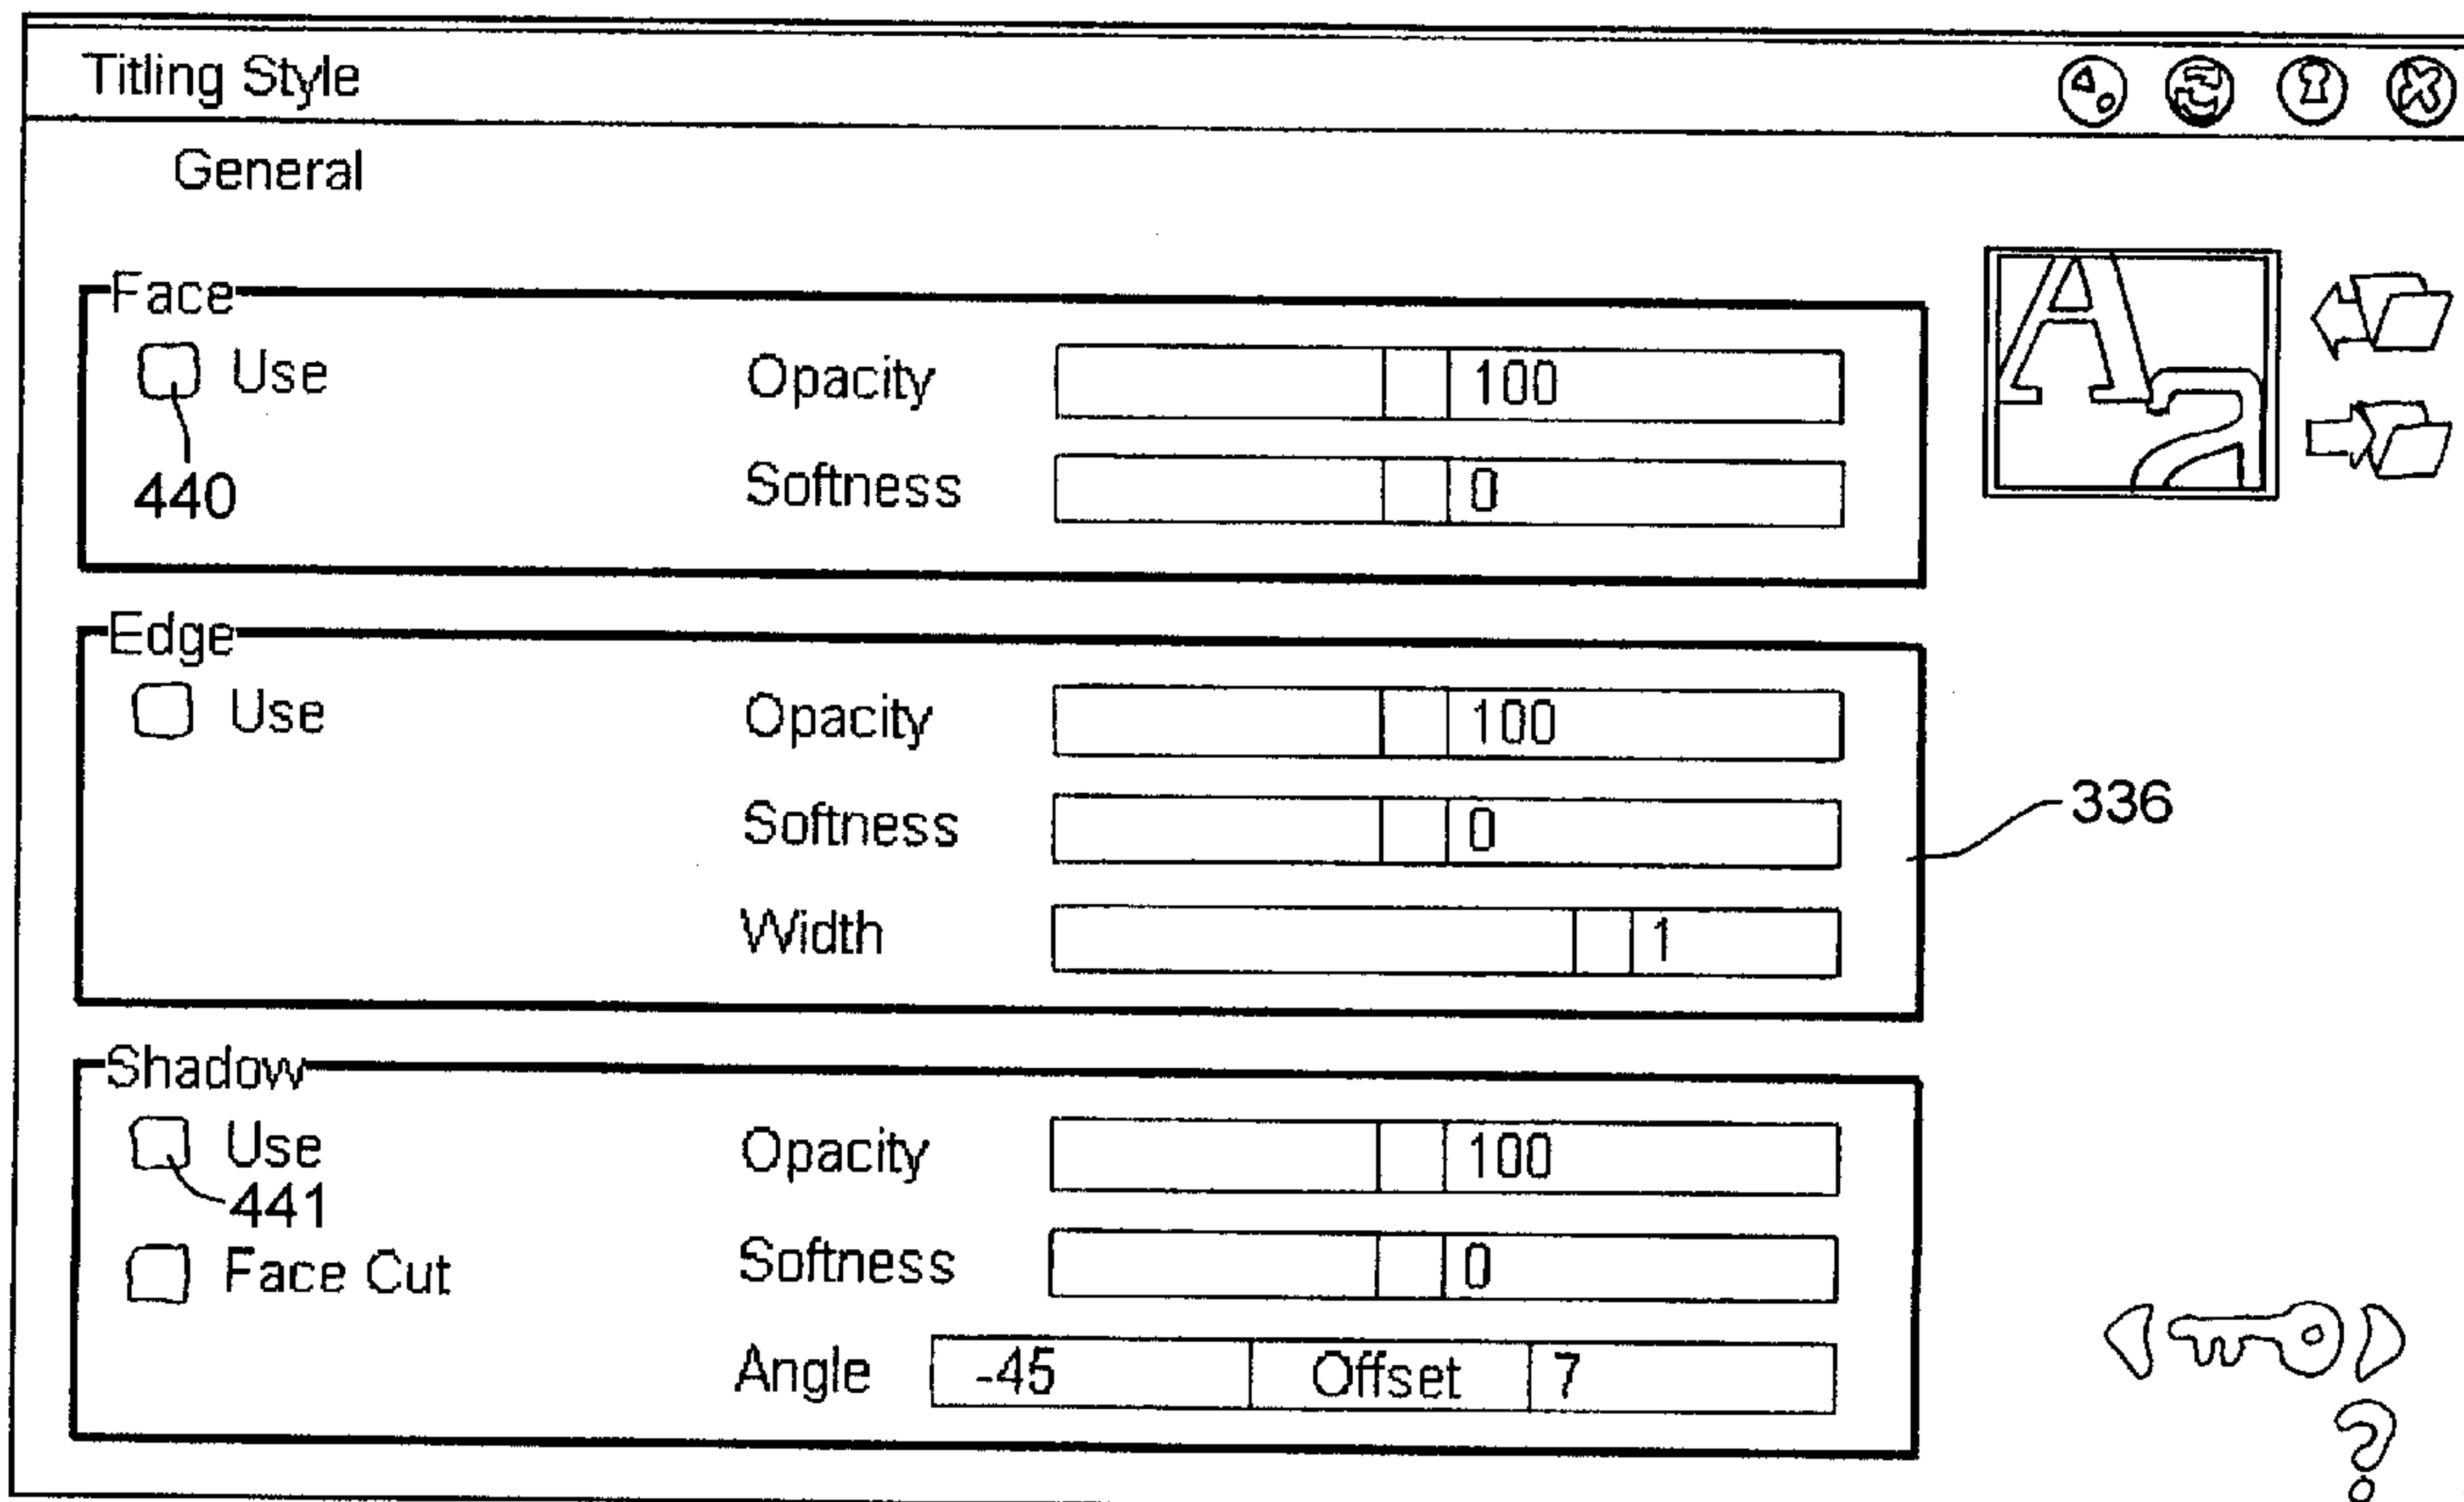 Titling Style
General
Face
Use Opacity 100
440 Softness 0
Edge
Use Opacity 100
Softness 0
336
Width 1
Shadow
Use Opacity 100
441
Face Cut Softness 0
Angle -45 Offset 7
Aa
?